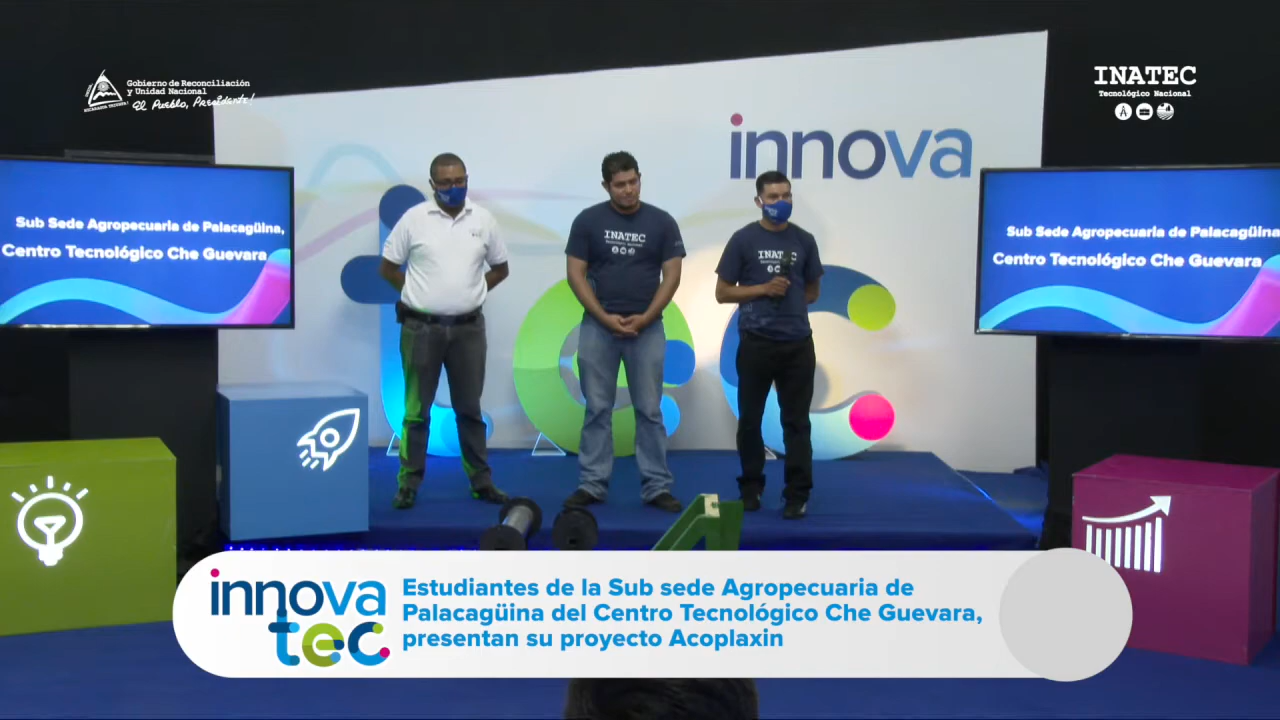 Gobierno de Reconciliación
y Unidad Nacional
El Pueblo, Presidente!
INATEC
Tecnológico Nacional
innova
tec
Sub Sede Agropecuaria de Palacagüina,
Centro Tecnológico Che Guevara
Sub Sede Agropecuaria de Palacagüina
Centro Tecnológico Che Guevara
INATEC
INATEC
innova
tec
Estudiantes de la Sub sede Agropecuaria de
Palacagüina del Centro Tecnológico Che Guevara,
presentan su proyecto Acoplaxin